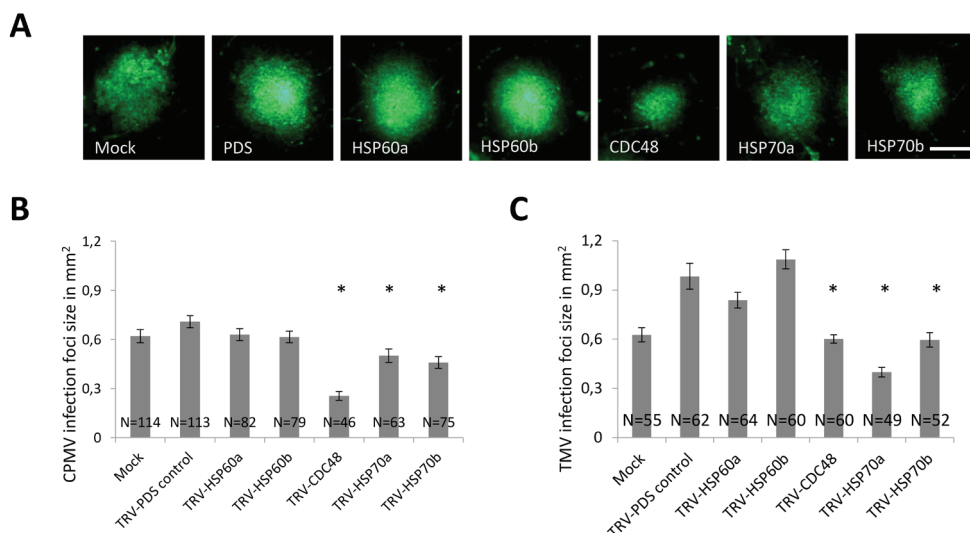 A
Mock
PDS
HSP60a
HSP60b
CDC48
HSP70a
HSP70b
B
CPMV infection foci size in mm²
1,2
0,9
0,6
0,3
0
* * *
N=114 N=113 N=82 N=79 N=46 N=63 N=75
Mock
TRV-PDS control
TRV-HSP60a
TRV-HSP60b
TRV-CDC48
TRV-HSP70a
TRV-HSP70b
C
TMV infection foci size in mm²
1,2
0,9
0,6
0,3
0
* * *
N=55 N=62 N=64 N=60 N=60 N=49 N=52
Mock
TRV-PDS control
TRV-HSP60a
TRV-HSP60b
TRV-CDC48
TRV-HSP70a
TRV-HSP70b